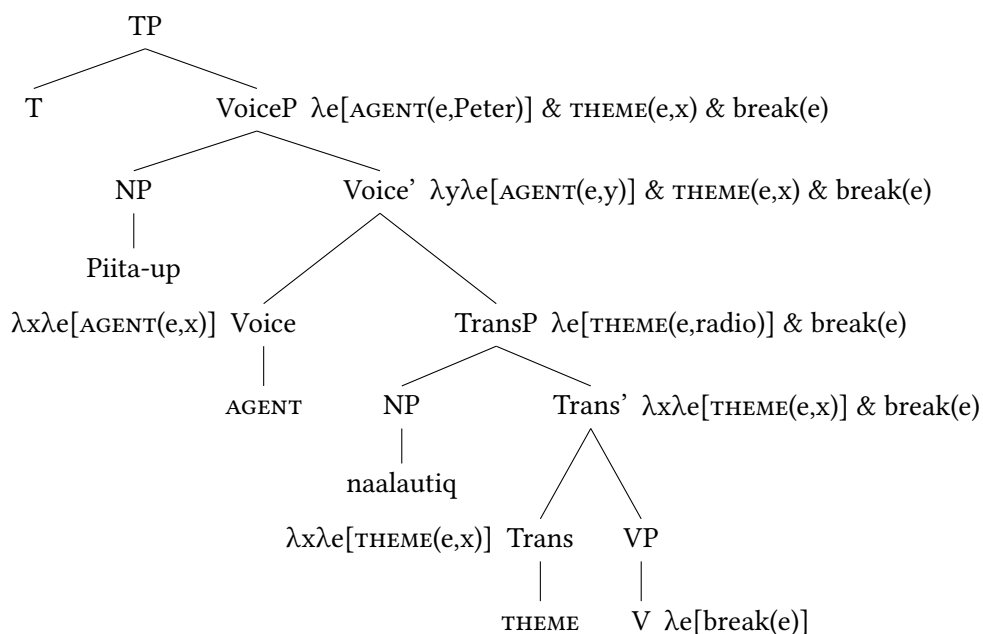 TP
T VoiceP λe[AGENT(e,Peter)] & THEME(e,x) & break(e)
NP Voice’ λyλe[AGENT(e,y)] & THEME(e,x) & break(e)
Piita-up
λxλe[AGENT(e,x)] Voice TransP λe[THEME(e,radio)] & break(e)
AGENT NP Trans’ λxλe[THEME(e,x)] & break(e)
naalautiq
λxλe[THEME(e,x)] Trans VP
THEME V λe[break(e)]